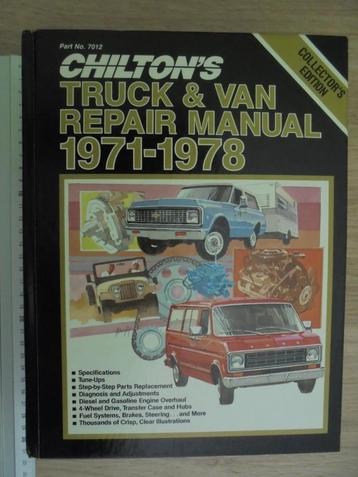 Part No. 7012
CHILTON'S
COLLECTOR'S
EDITION
TRUCK & VAN
REPAIR MANUAL
1971-1978
Specifications
Tune-Ups
Step-by-Step Parts Replacement
Diagnosis and Adjustments
Diesel and Gasoline Engine Overhaul
4-Wheel Drive, Transfer Case and Hubs
Fuel Systems, Brakes, Steering . . . and More
Thousands of Crisp, Clear Illustrations